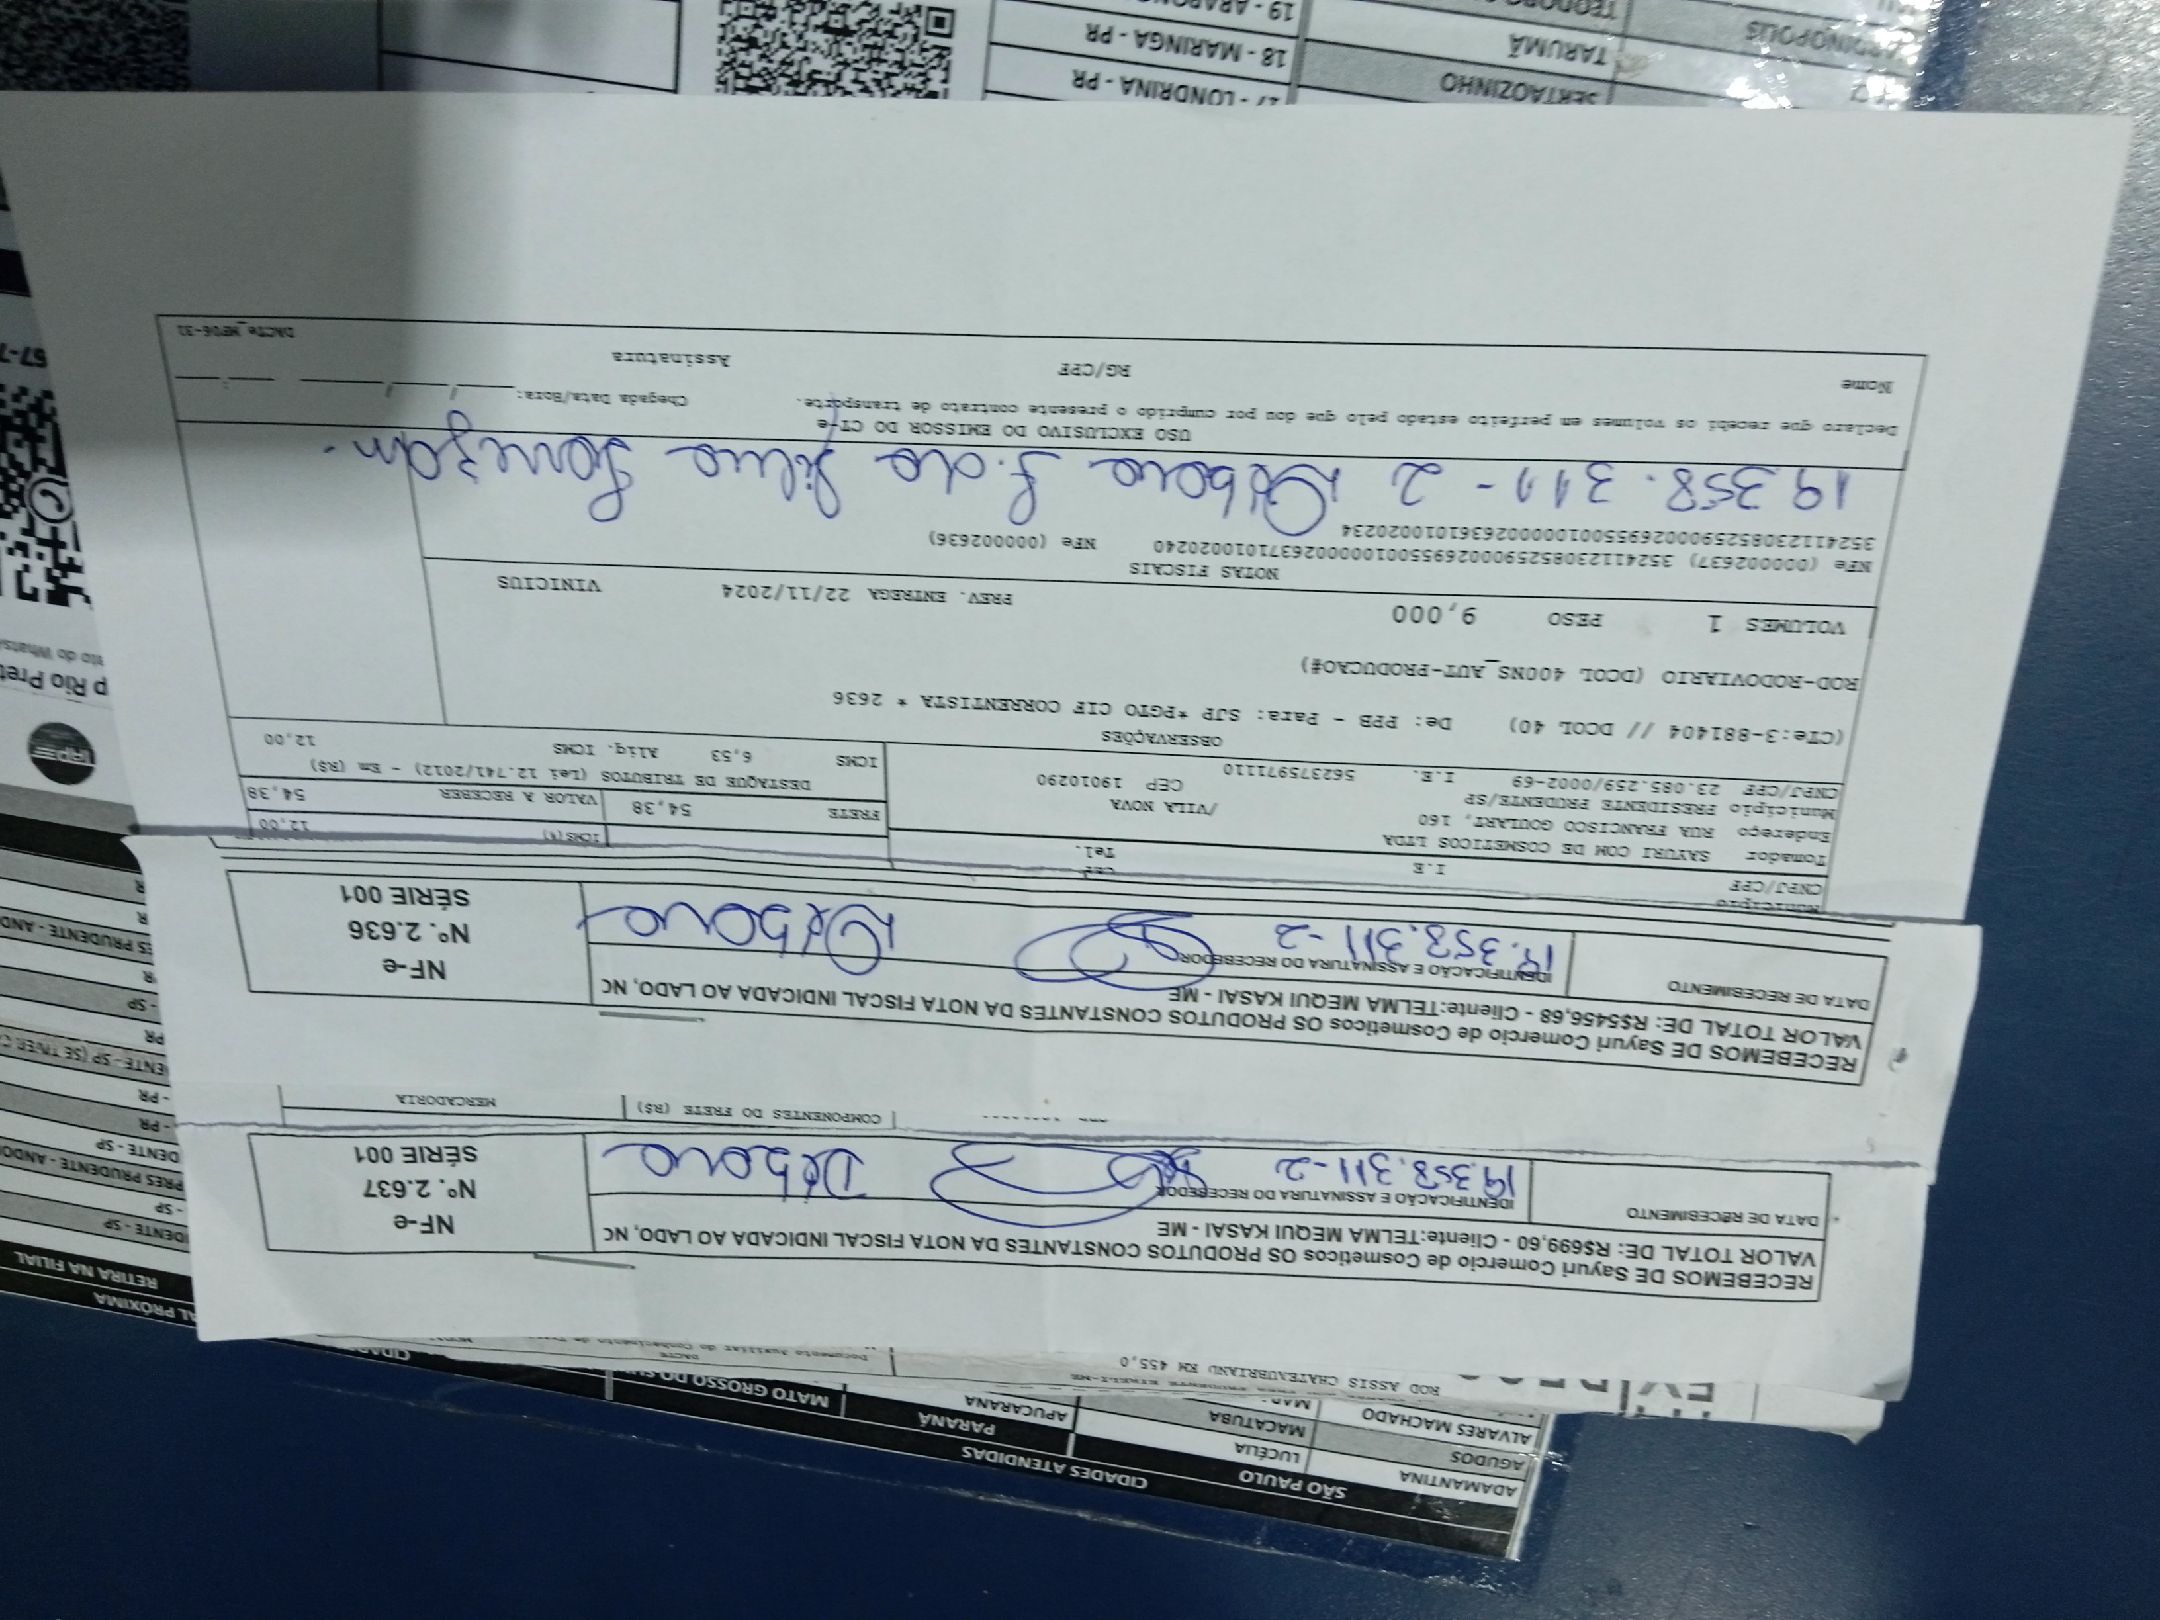 CIDADES ATENDIDAS
SÃO PAULO
PARANÁ
MATO GROSSO DO SUL
ADAMANTINA
LUCÉLIA
APUCARANA
AGUDOS
MACATUBA
ALVARES MACHADO
ROD ASSIS CHATEAUBRIAND KM 455,0
DACTE
RECEBEMOS DE Sayuri Comercio de Cosmeticos OS PRODUTOS CONSTANTES DA NOTA FISCAL INDICADA AO LADO, NC
VALOR TOTAL DE: R$699,60 - Cliente:TELMA MEQUI KASAI - ME
DATA DE RECEBIMENTO
IDENTIFICAÇÃO E ASSINATURA DO RECEBEDOR
19.358.311-2
Débora
NF-e
Nº. 2.637
SÉRIE 001
COMPONENTES DO FRETE (R$)
MERCADORIA
RECEBEMOS DE Sayuri Comercio de Cosmeticos OS PRODUTOS CONSTANTES DA NOTA FISCAL INDICADA AO LADO, NC
VALOR TOTAL DE: R$5456,68 - Cliente:TELMA MEQUI KASAI - ME
DATA DE RECEBIMENTO
IDENTIFICAÇÃO E ASSINATURA DO RECEBEDOR
19.358.311-2
Débora
NF-e
Nº. 2.636
SÉRIE 001
Município
CEP
CNPJ/CPF
I.E
Tel.
Tomador SAYURI COM DE COSMETICOS LTDA
Endereço RUA FRANCISCO GOULART, 160
/VILA NOVA
Município PRESIDENTE PRUDENTE/SP
CEP 19010290
CNPJ/CPF 23.085.259/0002-69
I.E. 562375971110
ICMS(%)
12,00
FRETE
54,38
VALOR A RECEBER
54,38
DESTAQUE DE TRIBUTOS (Lei 12.741/2012) - Em (R$)
ICMS
6,53
Aliq. ICMS
12,00
OBSERVAÇÕES
(CTe:3-881404 // DCOL 40) De: PPB - Para: SJP *PGTO CIF CORRENTISTA * 2636
ROD-RODOVIARIO (DCOL 400NS_AUT-PRODUCAO#)
VOLUMES 1
PESO 9,000
PREV. ENTREGA 22/11/2024
VINICIUS
NOTAS FISCAIS
NFe (000002637) 35241123085259000269550010000026371010020240 NFe (000002636)
35241123085259000269550010000026361010020234
19.358.311-2 Débora
USO EXCLUSIVO DO EMISSOR DO CT-e
Declaro que recebi os volumes em perfeito estado pelo que dou por cumprido o presente contrato de transporte.
Chegada Data/Hora:
Nome
RG/CPF
Assinatura
DACTe_MP06-31
SERTAOZINHO
17 - LONDRINA - PR
TARUMÃ
18 - MARINGA - PR
RETIRA NA FILIAL